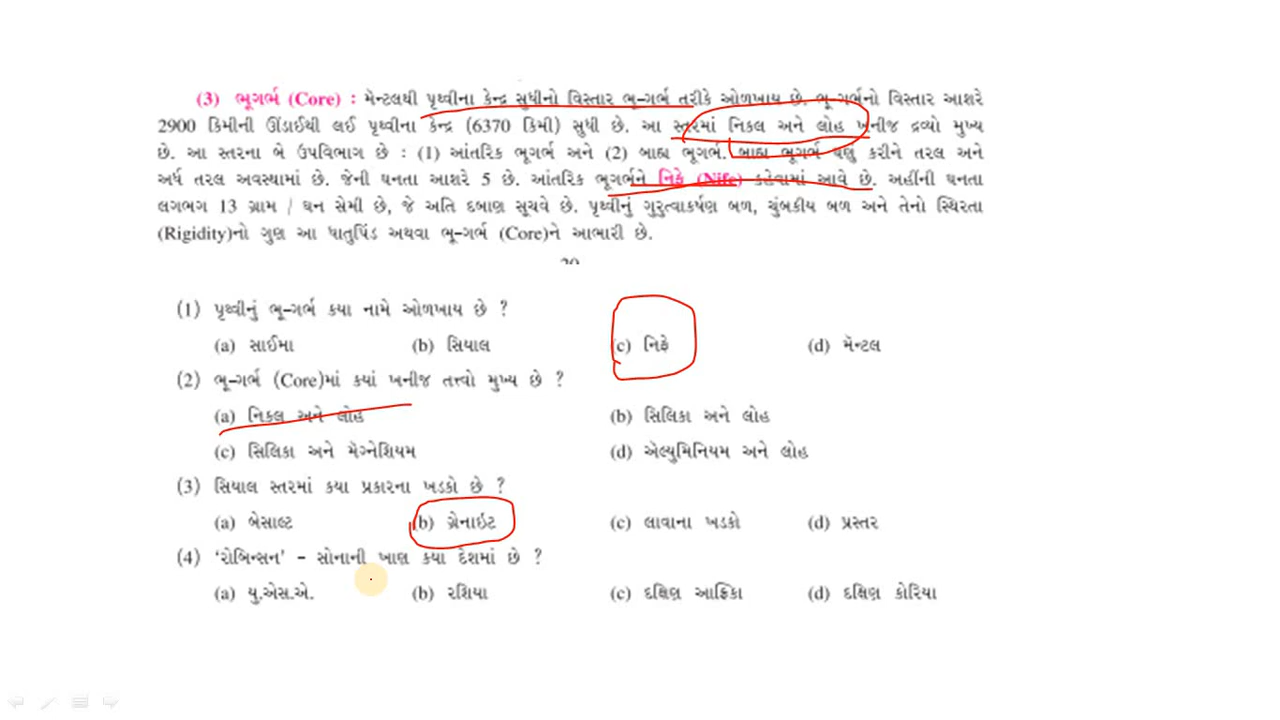 (3) ભૂગર્ભ (Core) : મૅન્ટલથી પૃથ્વીના કેન્દ્ર સુધીનો વિસ્તાર ભૂ-ગર્ભ તરીકે ઓળખાય છે. ભૂ-ગર્ભનો વિસ્તાર આશરે
2900 કિમીની ઊંડાઈથી લઈ પૃથ્વીના કેન્દ્ર (6370 કિમી) સુધી છે. આ સ્તરમાં નિકલ અને લોહ ખનીજ દ્રવ્યો મુખ્ય
છે. આ સ્તરના બે ઉપવિભાગ છે : (1) આંતરિક ભૂગર્ભ અને (2) બાહ્ય ભૂગર્ભ. બાહ્ય ભૂગર્ભ ઘણું કરીને તરલ અને
અર્ધ તરલ અવસ્થામાં છે. જેની ઘનતા આશરે 5 છે. આંતરિક ભૂગર્ભને નિફે (Nife) કહેવામાં આવે છે. અહીંની ઘનતા
લગભગ 13 ગ્રામ / ઘન સેમી છે, જે અતિ દબાણ સૂચવે છે. પૃથ્વીનું ગુરુત્વાકર્ષણ બળ, ચુંબકીય બળ અને તેનો સ્થિરતા
(Rigidity)નો ગુણ આ ધાતુપિંડ અથવા ભૂ-ગર્ભ (Core)ને આભારી છે.
(1) પૃથ્વીનું ભૂ-ગર્ભ કયા નામે ઓળખાય છે ?
(a) સાઈમા (b) સિયાલ (c) નિફે (d) મૅન્ટલ
(2) ભૂ-ગર્ભ (Core)માં કયાં ખનીજ તત્ત્વો મુખ્ય છે ?
(a) નિકલ અને લોહ (b) સિલિકા અને લોહ
(c) સિલિકા અને મૅગ્નેશિયમ (d) ઍલ્યુમિનિયમ અને લોહ
(3) સિયાલ સ્તરમાં કયા પ્રકારના ખડકો છે ?
(a) બેસાલ્ટ (b) ગ્રેનાઇટ (c) લાવાના ખડકો (d) પ્રસ્તર
(4) ‘રોબિન્સન’ – સોનાની ખાણ કયા દેશમાં છે ?
(a) યુ.એસ.એ. (b) રશિયા (c) દક્ષિણ આફ્રિકા (d) દક્ષિણ કોરિયા